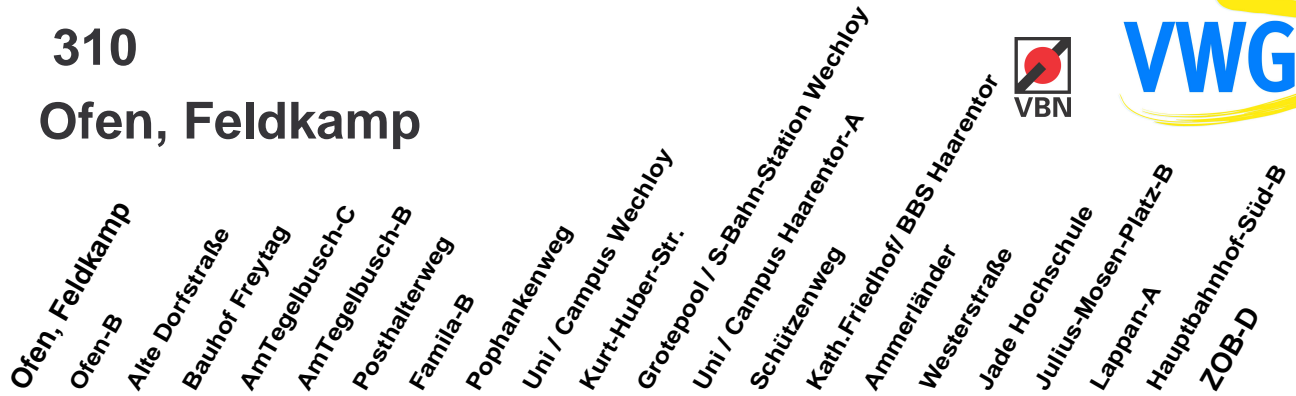 310
Ofen, Feldkamp
VBN
VWG
Ofen, Feldkamp
Ofen-B
Alte Dorfstraße
Bauhof Freytag
AmTegelbusch-C
AmTegelbusch-B
Posthalterweg
Famila-B
Pophankenweg
Uni / Campus Wechloy
Kurt-Huber-Str.
Grotepool / S-Bahn-Station Wechloy
Uni / Campus Haarentor-A
Schützenweg
Kath.Friedhof/ BBS Haarentor
Ammerländer
Westerstraße
Jade Hochschule
Julius-Mosen-Platz-B
Lappan-A
Hauptbahnhof-Süd-B
ZOB-D